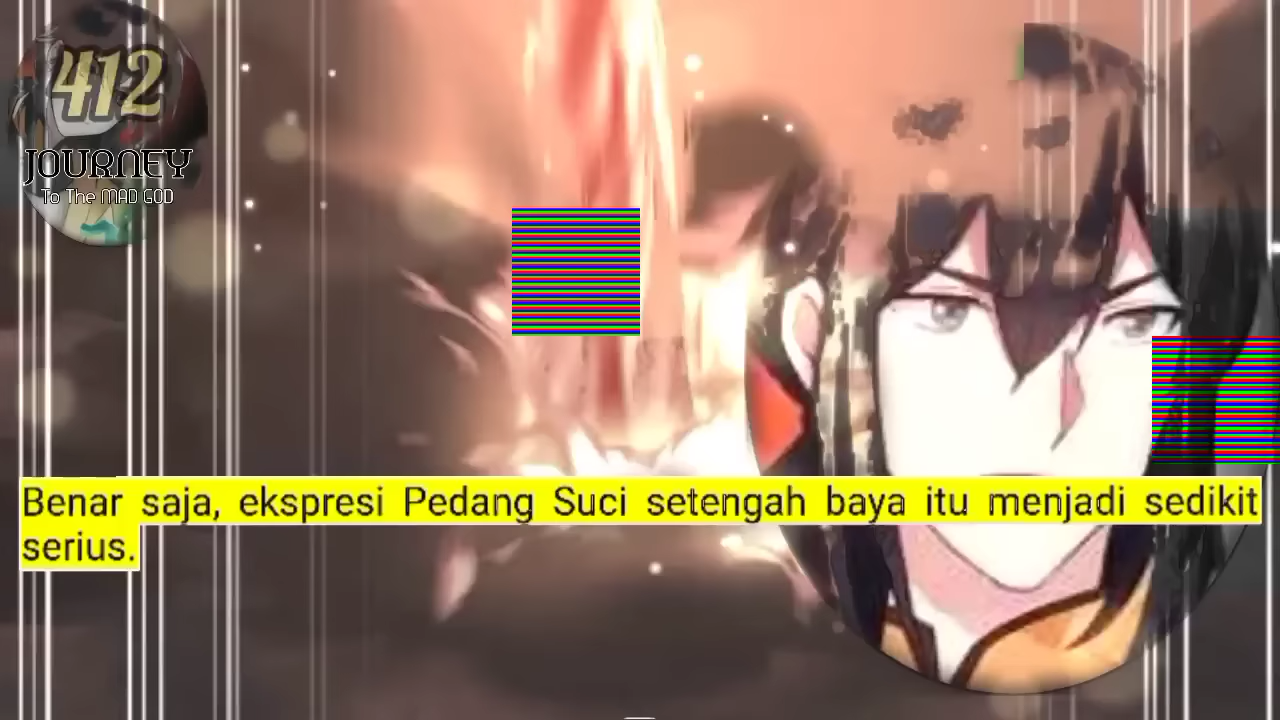 412
JOURNEY
To The MAD GOD
Benar saja, ekspresi Pedang Suci setengah baya itu menjadi sedikit
serius.